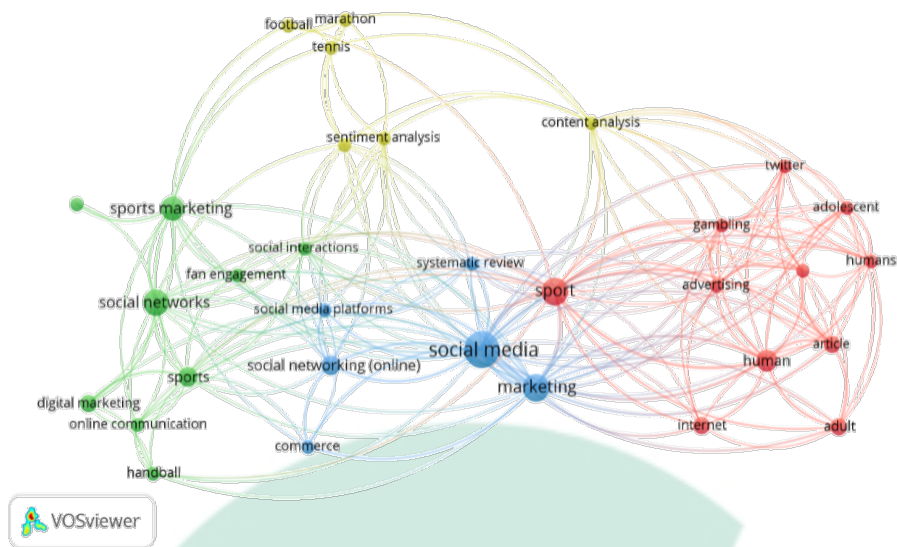 marathon
football
tennis
content analysis
sentiment analysis
twitter
sports marketing
adolescent
gambling
social interactions
humans
systematic review
fan engagement
advertising
sport
social networks
social media platforms
article
social media
human
social networking (online)
sports
marketing
digital marketing
online communication
internet
adult
commerce
handball
VOSviewer